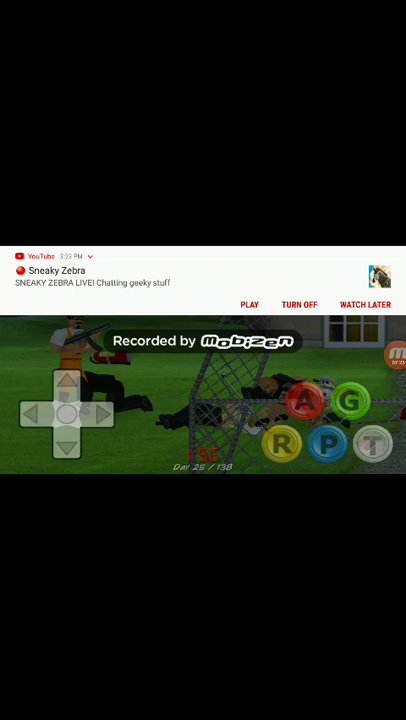 YouTube 3:23 PM
Sneaky Zebra
SNEAKY ZEBRA LIVE! Chatting geeky stuff
PLAY TURN OFF WATCH LATER
Recorded by mobizen
A G
R P T
DAY 25 / 138